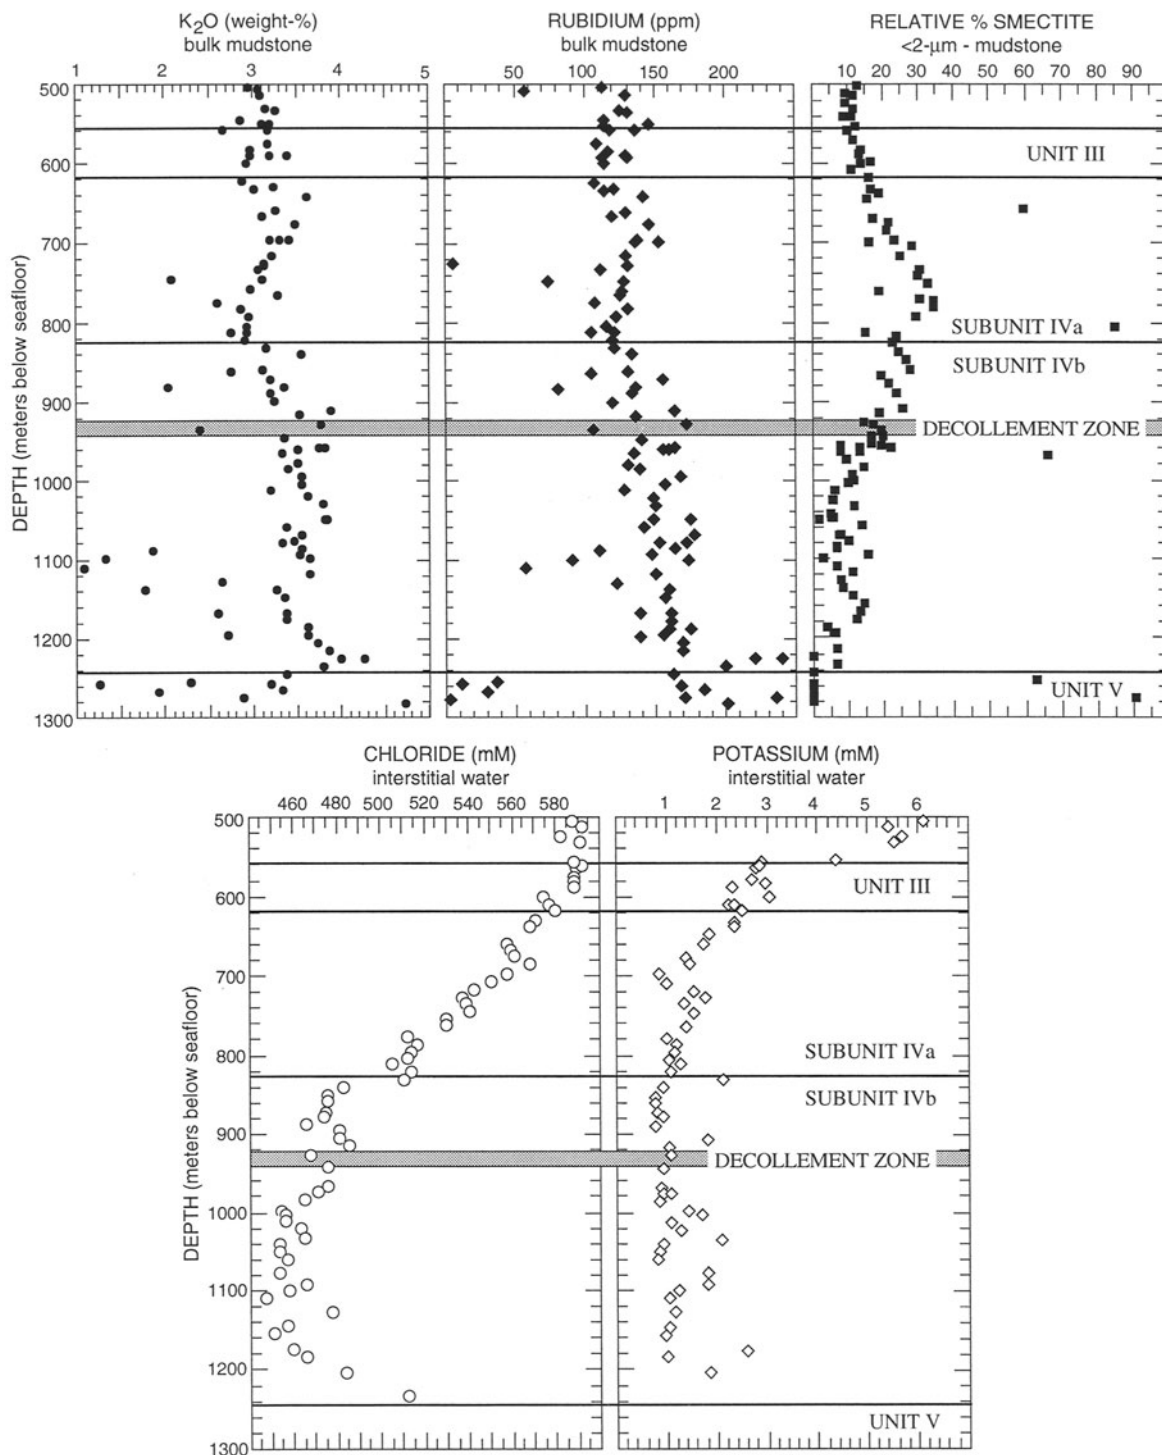 K2O (weight-%)
bulk mudstone
RUBIDIUM (ppm)
bulk mudstone
RELATIVE % SMECTITE
<2-µm - mudstone
1 2 3 4 5
50 100 150 200
10 20 30 40 50 60 70 80 90
500
600
700
800
900
1000
1100
1200
1300
DEPTH (meters below seafloor)
UNIT III
SUBUNIT IVa
SUBUNIT IVb
DECOLLEMENT ZONE
UNIT V
CHLORIDE (mM)
interstitial water
POTASSIUM (mM)
interstitial water
460 480 500 520 540 560 580
1 2 3 4 5 6
500
600
700
800
900
1000
1100
1200
1300
DEPTH (meters below seafloor)
UNIT III
SUBUNIT IVa
SUBUNIT IVb
DECOLLEMENT ZONE
UNIT V